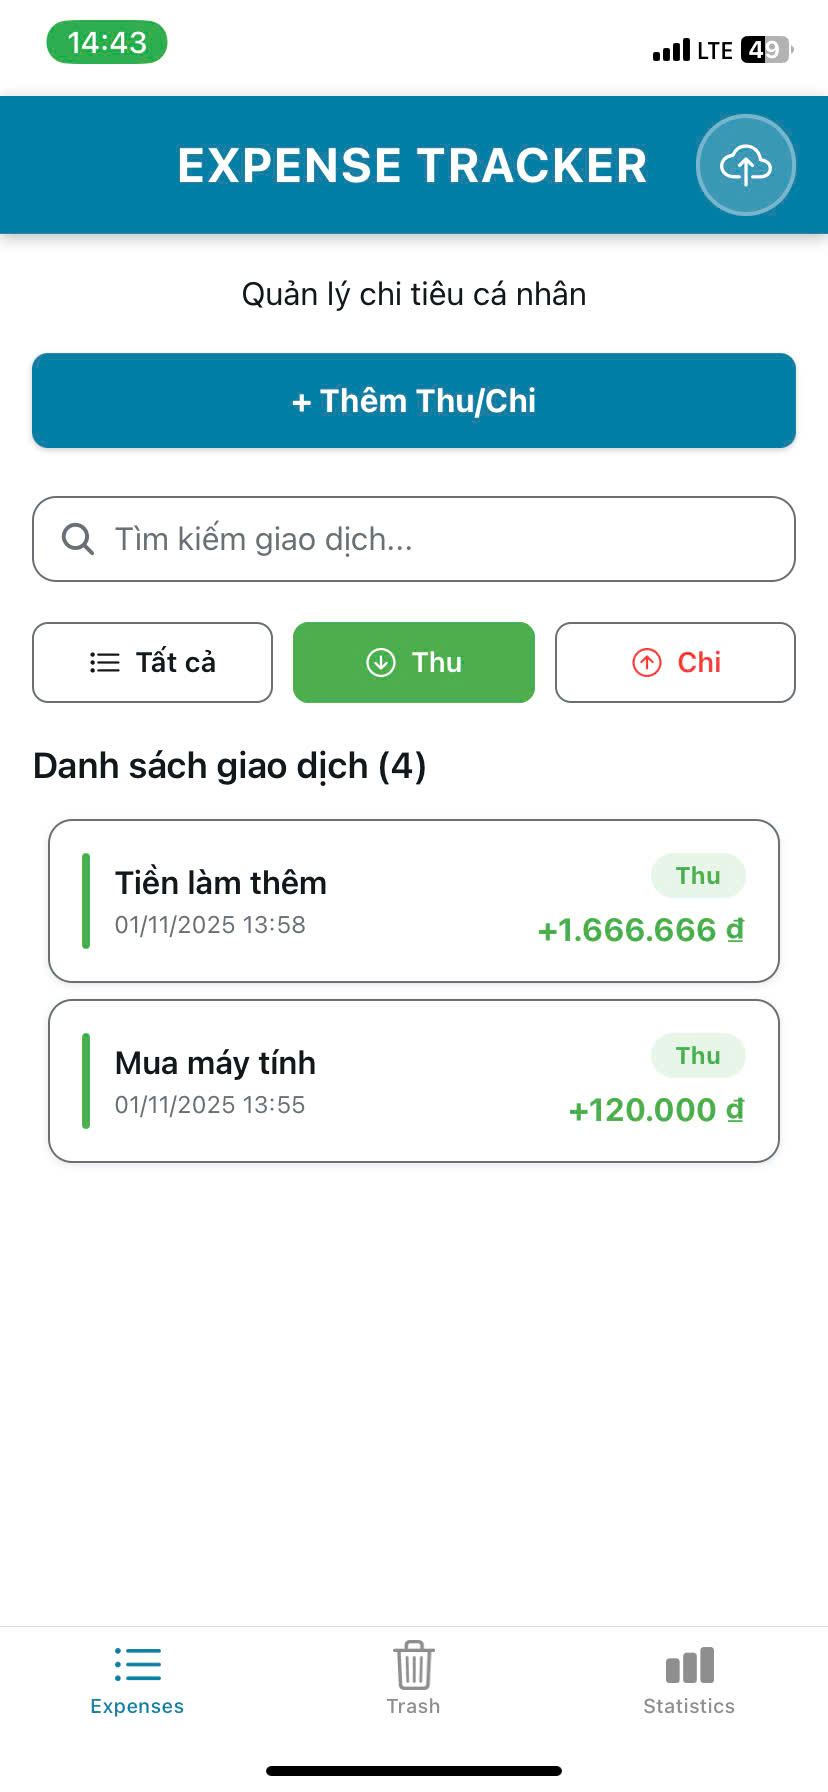 14:43
LTE 49
EXPENSE TRACKER
Quản lý chi tiêu cá nhân
+ Thêm Thu/Chi
Tìm kiếm giao dịch...
Tất cả
Thu
Chi
Danh sách giao dịch (4)
Tiền làm thêm
Thu
01/11/2025 13:58
+1.666.666 ₫
Mua máy tính
Thu
01/11/2025 13:55
+120.000 ₫
Expenses
Trash
Statistics